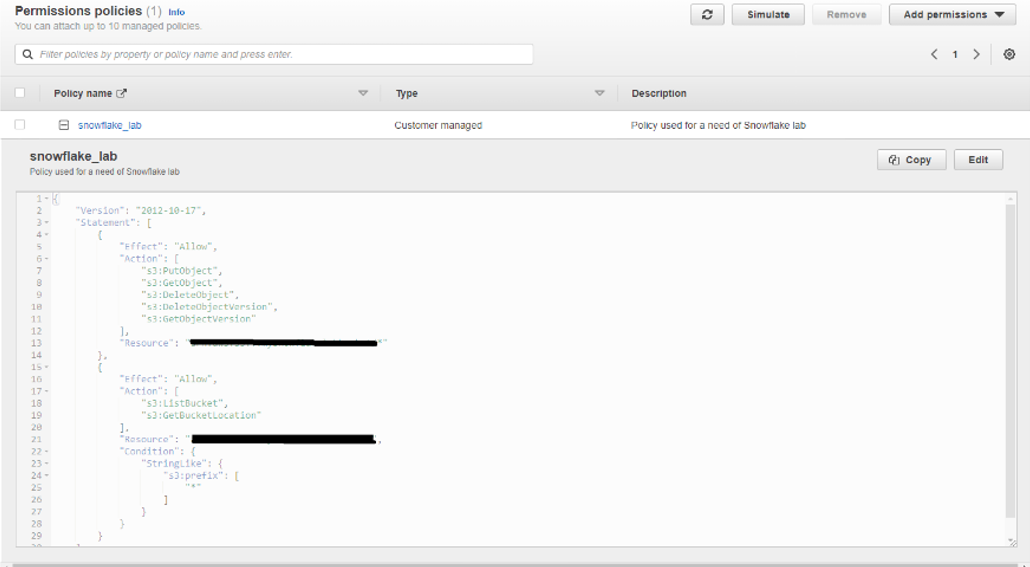 Permissions policies (1) Info
You can attach up to 10 managed policies.
Simulate Remove Add permissions
Filter policies by property or policy name and press enter.
1
Policy name Type Description
snowflake_lab Customer managed Policy used for a need of Snowflake lab
snowflake_lab
Policy used for a need of Snowflake lab
Copy Edit
1 {
2 "Version": "2012-10-17",
3 "Statement": [
4 {
5 "Effect": "Allow",
6 "Action": [
7 "s3:PutObject",
8 "s3:GetObject",
9 "s3:DeleteObject",
10 "s3:DeleteObjectVersion",
11 "s3:GetObjectVersion"
12 ],
13 "Resource": "*"
14 },
15 {
16 "Effect": "Allow",
17 "Action": [
18 "s3:ListBucket",
19 "s3:GetBucketLocation"
20 ],
21 "Resource": ",
22 "Condition": {
23 "StringLike": {
24 "s3:prefix": [
25 "*"
26 ]
27 }
28 }
29 }